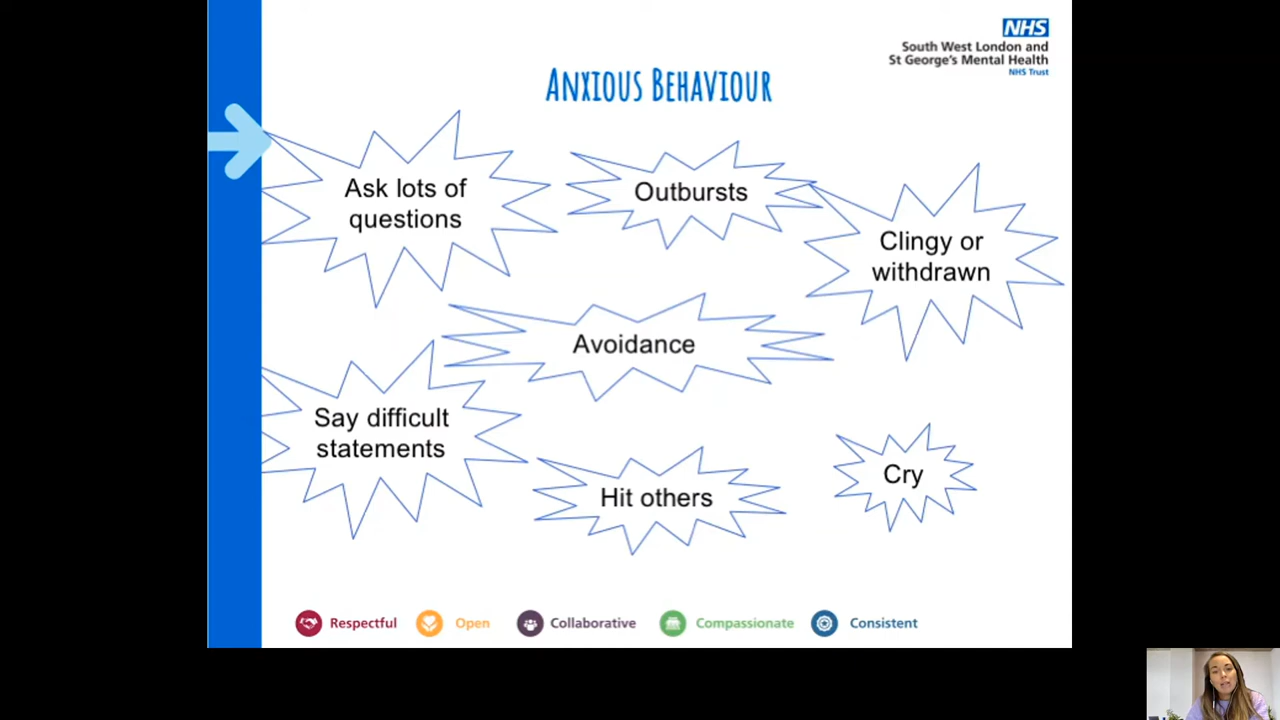 NHS
South West London and
St George's Mental Health
NHS Trust
Anxious Behaviour
Ask lots of
questions
Outbursts
Clingy or
withdrawn
Avoidance
Say difficult
statements
Hit others
Cry
Respectful
Open
Collaborative
Compassionate
Consistent